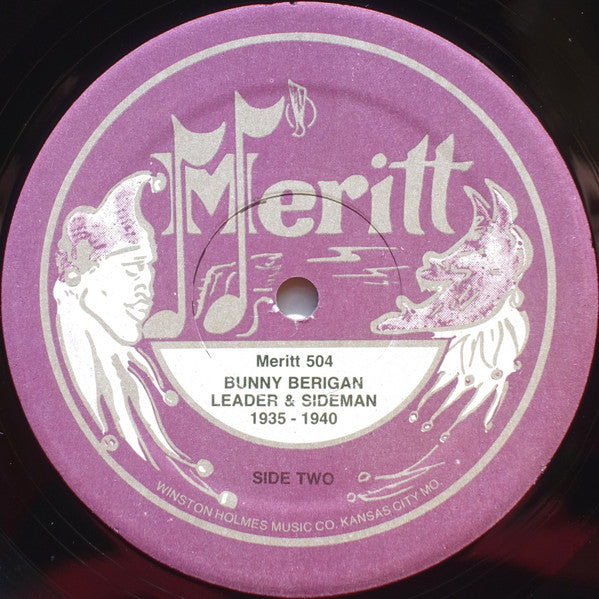 Meritt
Meritt 504
BUNNY BERIGAN
LEADER & SIDEMAN
1935 - 1940
SIDE TWO
WINSTON HOLMES MUSIC CO. KANSAS CITY MO.